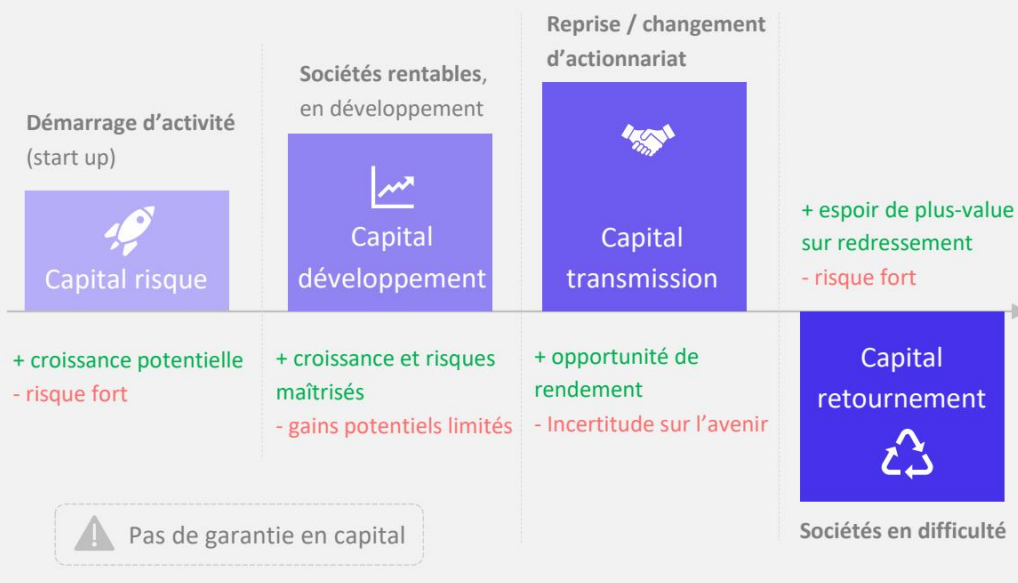 Démarrage d’activité
(start up)
Capital risque
+ croissance potentielle
- risque fort
Sociétés rentables,
en développement
Capital
développement
+ croissance et risques
maîtrisés
- gains potentiels limités
Reprise / changement
d’actionnariat
Capital
transmission
+ opportunité de
rendement
- Incertitude sur l’avenir
+ espoir de plus-value
sur redressement
- risque fort
Capital
retournement
Sociétés en difficulté
Pas de garantie en capital